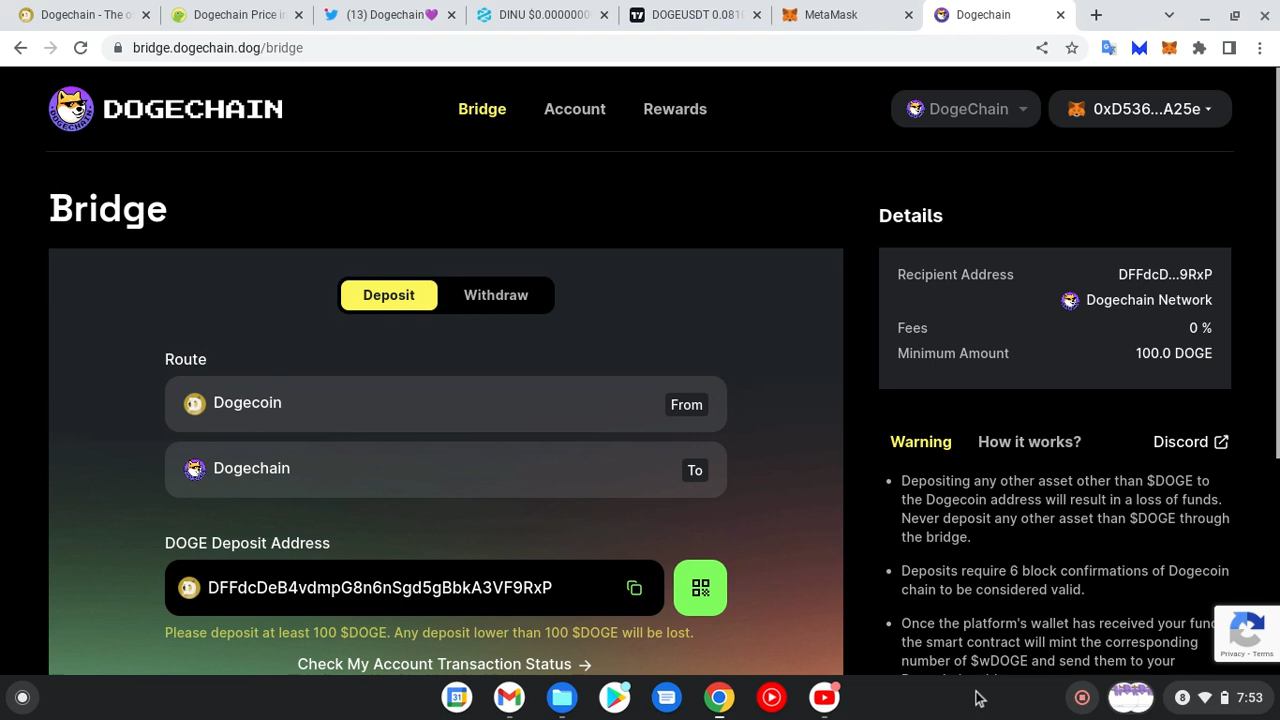 Dogechain - The o
Dogechain Price in
(13) Dogechain💜
DINU $0.0000000
DOGEUSDT 0.081
MetaMask
Dogechain
bridge.dogechain.dog/bridge
DOGECHAIN
Bridge
Account
Rewards
DogeChain
0xD536...A25e
Bridge
Deposit
Withdraw
Route
Dogecoin
From
Dogechain
To
DOGE Deposit Address
DFFdcDeB4vdmpG8n6nSgd5gBbkA3VF9RxP
Please deposit at least 100 $DOGE. Any deposit lower than 100 $DOGE will be lost.
Check My Account Transaction Status →
Details
Recipient Address
DFFdcD...9RxP
Dogechain Network
Fees
0 %
Minimum Amount
100.0 DOGE
Warning
How it works?
Discord
• Depositing any other asset other than $DOGE to
the Dogecoin address will result in a loss of funds.
Never deposit any other asset than $DOGE through
the bridge.
• Deposits require 6 block confirmations of Dogecoin
chain to be considered valid.
• Once the platform's wallet has received your fun
the smart contract will mint the corresponding
number of $wDOGE and send them to your
Privacy - Terms
31
8
7:53